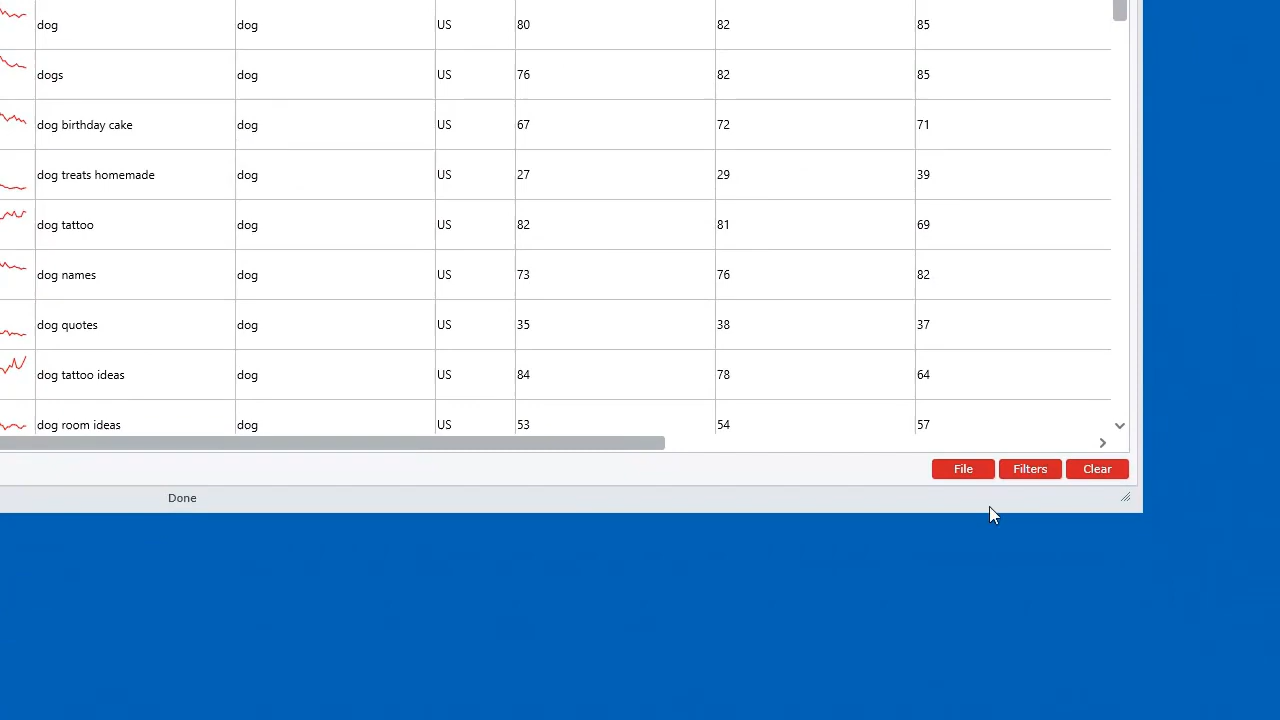 dog dog US 80 82 85
dogs dog US 76 82 85
dog birthday cake dog US 67 72 71
dog treats homemade dog US 27 29 39
dog tattoo dog US 82 81 69
dog names dog US 73 76 82
dog quotes dog US 35 38 37
dog tattoo ideas dog US 84 78 64
dog room ideas dog US 53 54 57
File Filters Clear
Done